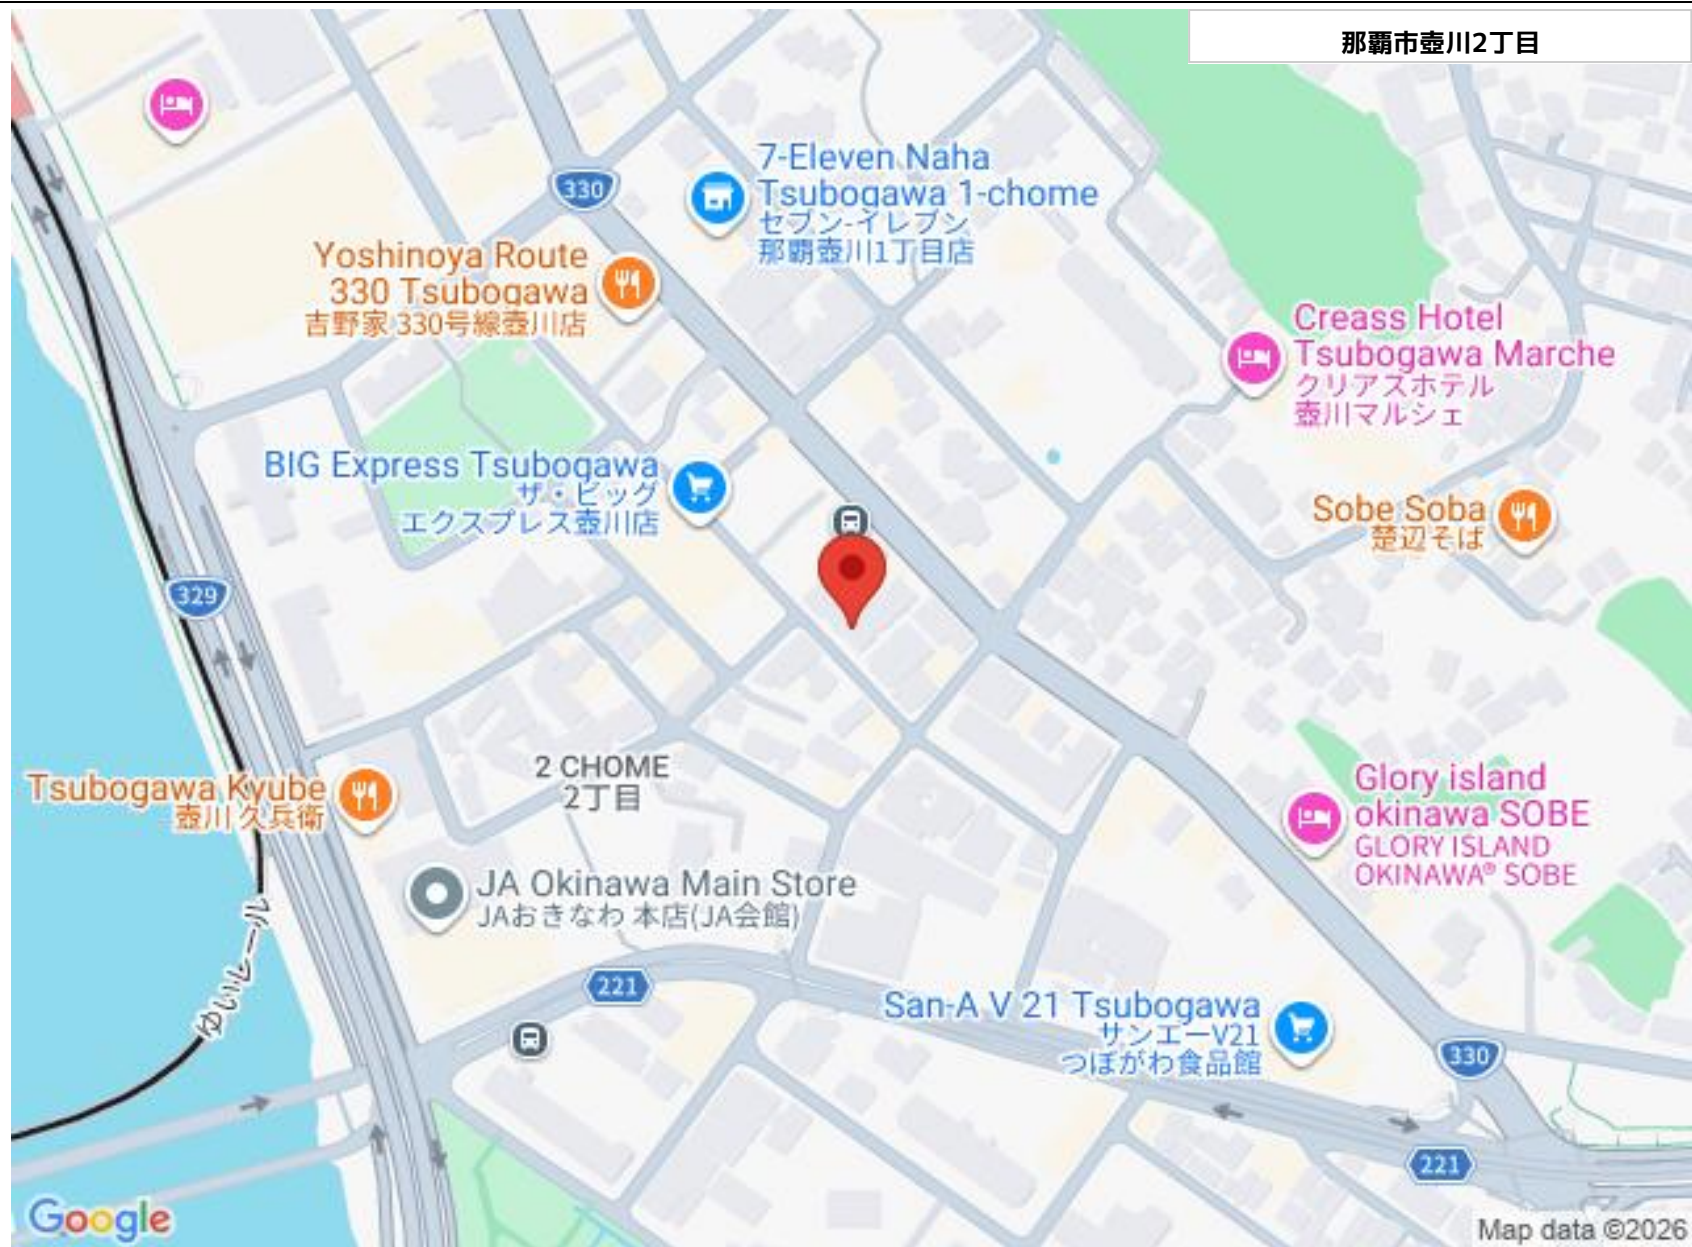 那覇市壺川2丁目
7-Eleven Naha
Tsubogawa 1-chome
セブン-イレブン
那覇壺川1丁目店
330
Yoshinoya Route
330 Tsubogawa
吉野家 330号線壺川店
Creass Hotel
Tsubogawa Marche
クリアスホテル
壺川マルシェ
BIG Express Tsubogawa
ザ・ビッグ
エクスプレス壺川店
Sobe Soba
楚辺そば
329
2 CHOME
2丁目
Tsubogawa Kyube
壺川 久兵衛
Glory island
okinawa SOBE
GLORY ISLAND
OKINAWA® SOBE
JA Okinawa Main Store
JAおきなわ 本店(JA会館)
ゆいレール
221
San-A V 21 Tsubogawa
サンエーV21
つぼがわ食品館
330
221
Google
Map data ©2026